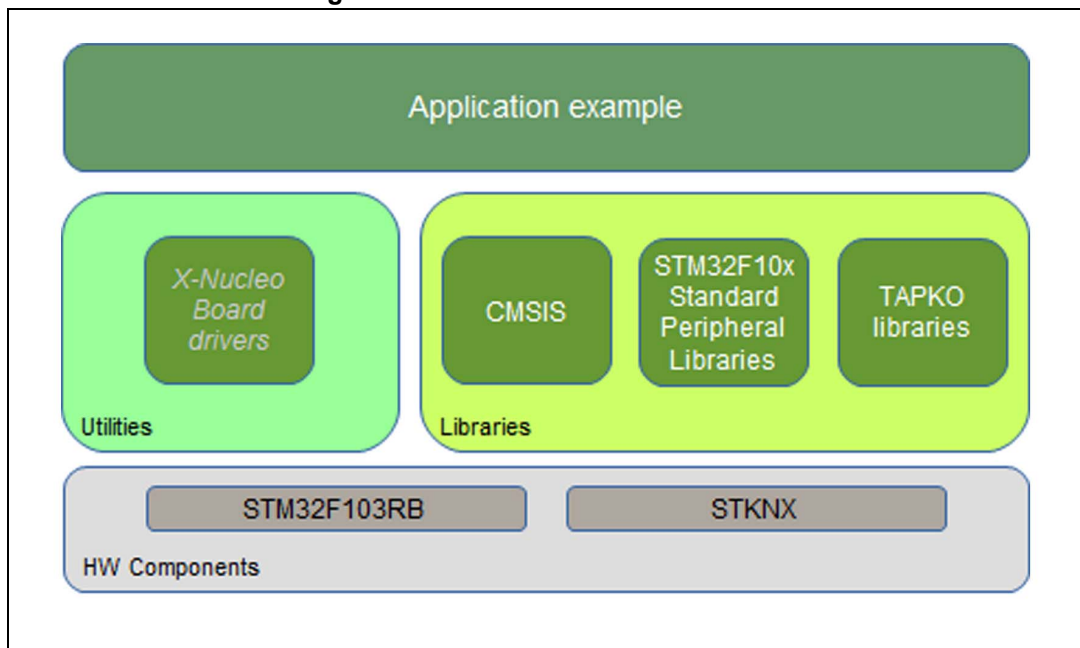 Application example
X-Nucleo
Board
drivers
Utilities
CMSIS
STM32F10x
Standard
Peripheral
Libraries
TAPKO
libraries
Libraries
STM32F103RB
STKNX
HW Components